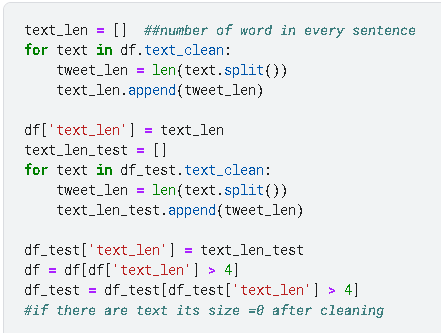 text_len = []  ##number of word in every sentence
for text in df.text_clean:
    tweet_len = len(text.split())
    text_len.append(tweet_len)

df['text_len'] = text_len
text_len_test = []
for text in df_test.text_clean:
    tweet_len = len(text.split())
    text_len_test.append(tweet_len)

df_test['text_len'] = text_len_test
df = df[df['text_len'] > 4]
df_test = df_test[df_test['text_len'] > 4]
#if there are text its size =0 after cleaning